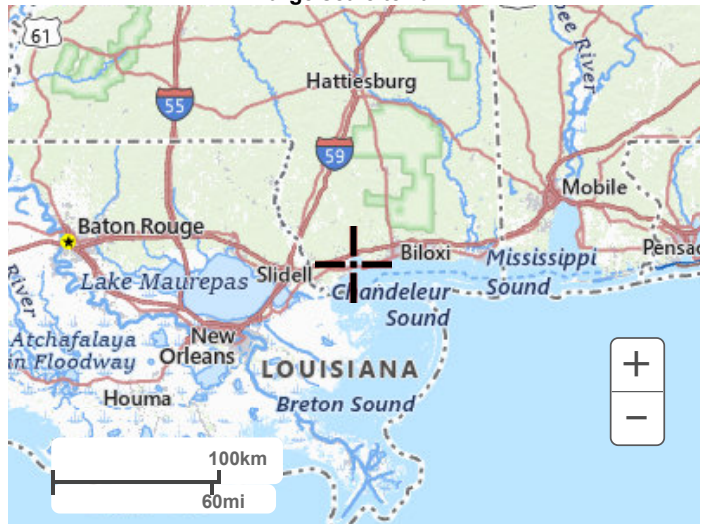 61
55
Hattiesburg
59
Mobile
Baton Rouge
Biloxi
Mississippi
Sound
Slidell
Lake Maurepas
Chandeleur
Sound
River
New
Orleans
Atchafalaya
in Floodway
LOUISIANA
Houma
Breton Sound
+
−
100km
60mi